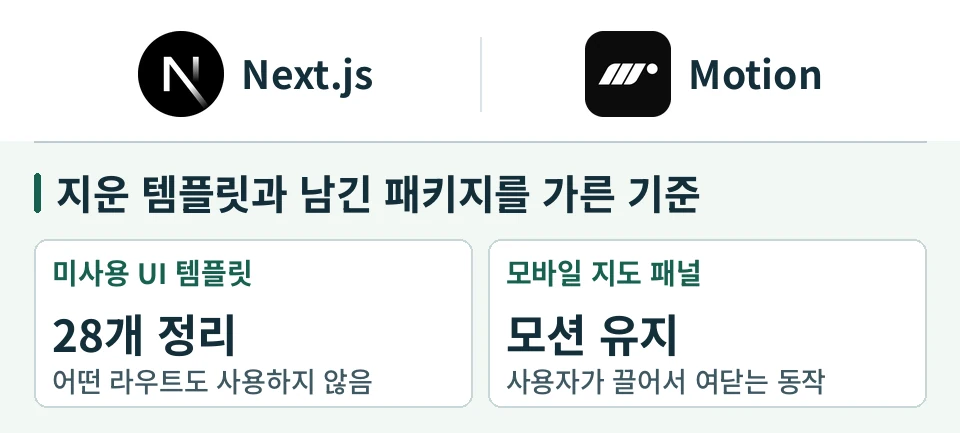 Next.js
Motion
지운 템플릿과 남긴 패키지를 가른 기준
미사용 UI 템플릿
28개 정리
어떤 라우트도 사용하지 않음
모바일 지도 패널
모션 유지
사용자가 끌어서 여닫는 동작